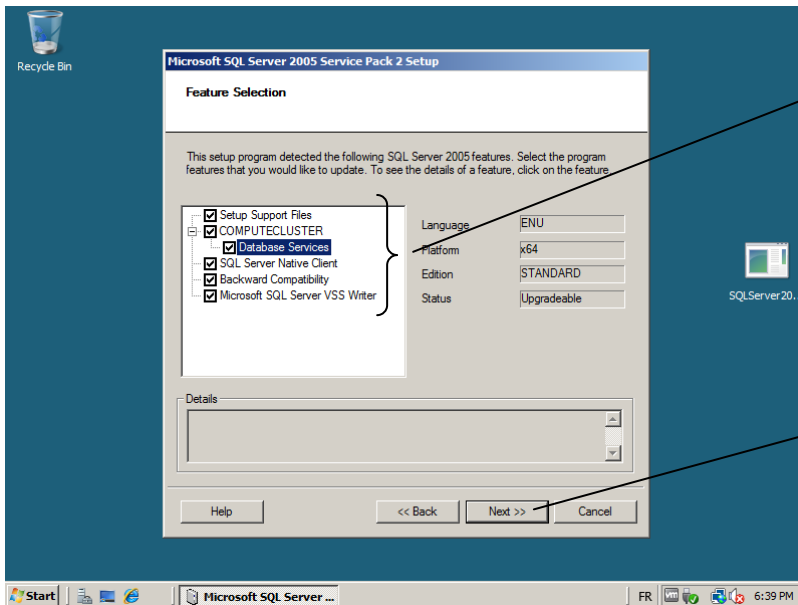 Recycle Bin
Microsoft SQL Server 2005 Service Pack 2 Setup
Feature Selection
This setup program detected the following SQL Server 2005 features. Select the program
features that you would like to update. To see the details of a feature, click on the feature.
Setup Support Files
COMPUTECLUSTER
Database Services
SQL Server Native Client
Backward Compatibility
Microsoft SQL Server VSS Writer
Language ENU
Platform x64
Edition STANDARD
Status Upgradeable
SQLServer20...
Details
Help
<< Back
Next >>
Cancel
Start
Microsoft SQL Server ...
FR
vm
6:39 PM